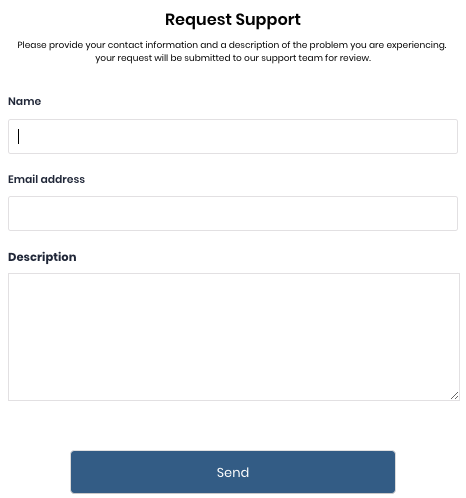 Request Support
Please provide your contact information and a description of the problem you are experiencing.
your request will be submitted to our support team for review.
Name
Email address
Description
Send